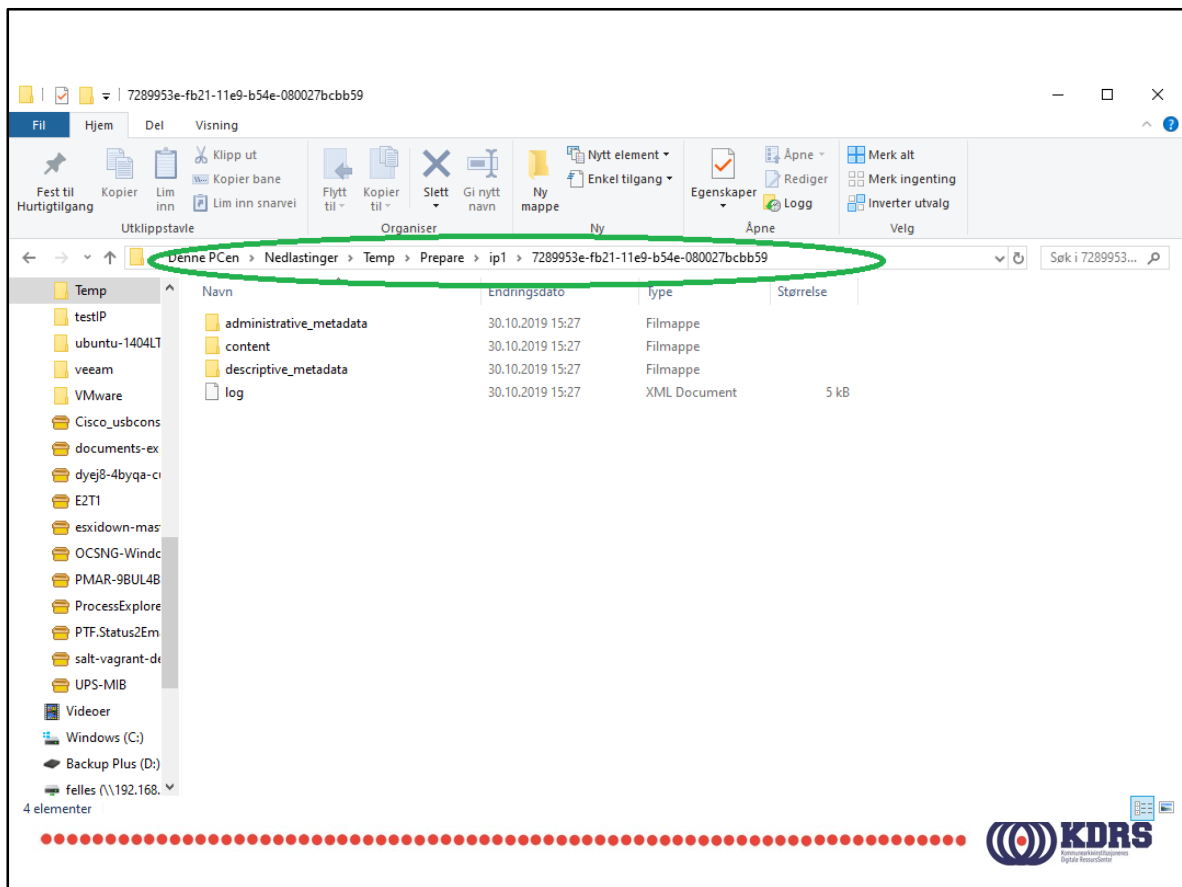 7289953e-fb21-11e9-b54e-080027bcbb59
Fil Hjem Del Visning
Fest til Hurtigtilgang
Kopier
Lim inn
Klipp ut
Kopier bane
Lim inn snarvei
Utklippstavle
Flytt til
Kopier til
Slett
Gi nytt navn
Organiser
Ny mappe
Nytt element
Enkel tilgang
Ny
Egenskaper
Åpne
Rediger
Logg
Åpne
Merk alt
Merk ingenting
Inverter utvalg
Velg
Denne PCen > Nedlastinger > Temp > Prepare > ip1 > 7289953e-fb21-11e9-b54e-080027bcbb59
Søk i 7289953...
Temp
testIP
ubuntu-1404LT
veeam
VMware
Cisco_usbcons
documents-ex
dyej8-4byqa-cu
E2T1
esxidown-mas
OCSNG-Windo
PMAR-9BUL4B
ProcessExplore
PTF.Status2Em
salt-vagrant-de
UPS-MIB
Videoer
Windows (C:)
Backup Plus (D:)
felles (\\192.168.
Navn Endringsdato Type Størrelse
administrative_metadata 30.10.2019 15:27 Filmappe
content 30.10.2019 15:27 Filmappe
descriptive_metadata 30.10.2019 15:27 Filmappe
log 30.10.2019 15:27 XML Document 5 kB
4 elementer
KDRS
Kommunearkivinstitusjonenes
Digitale RessursSenter